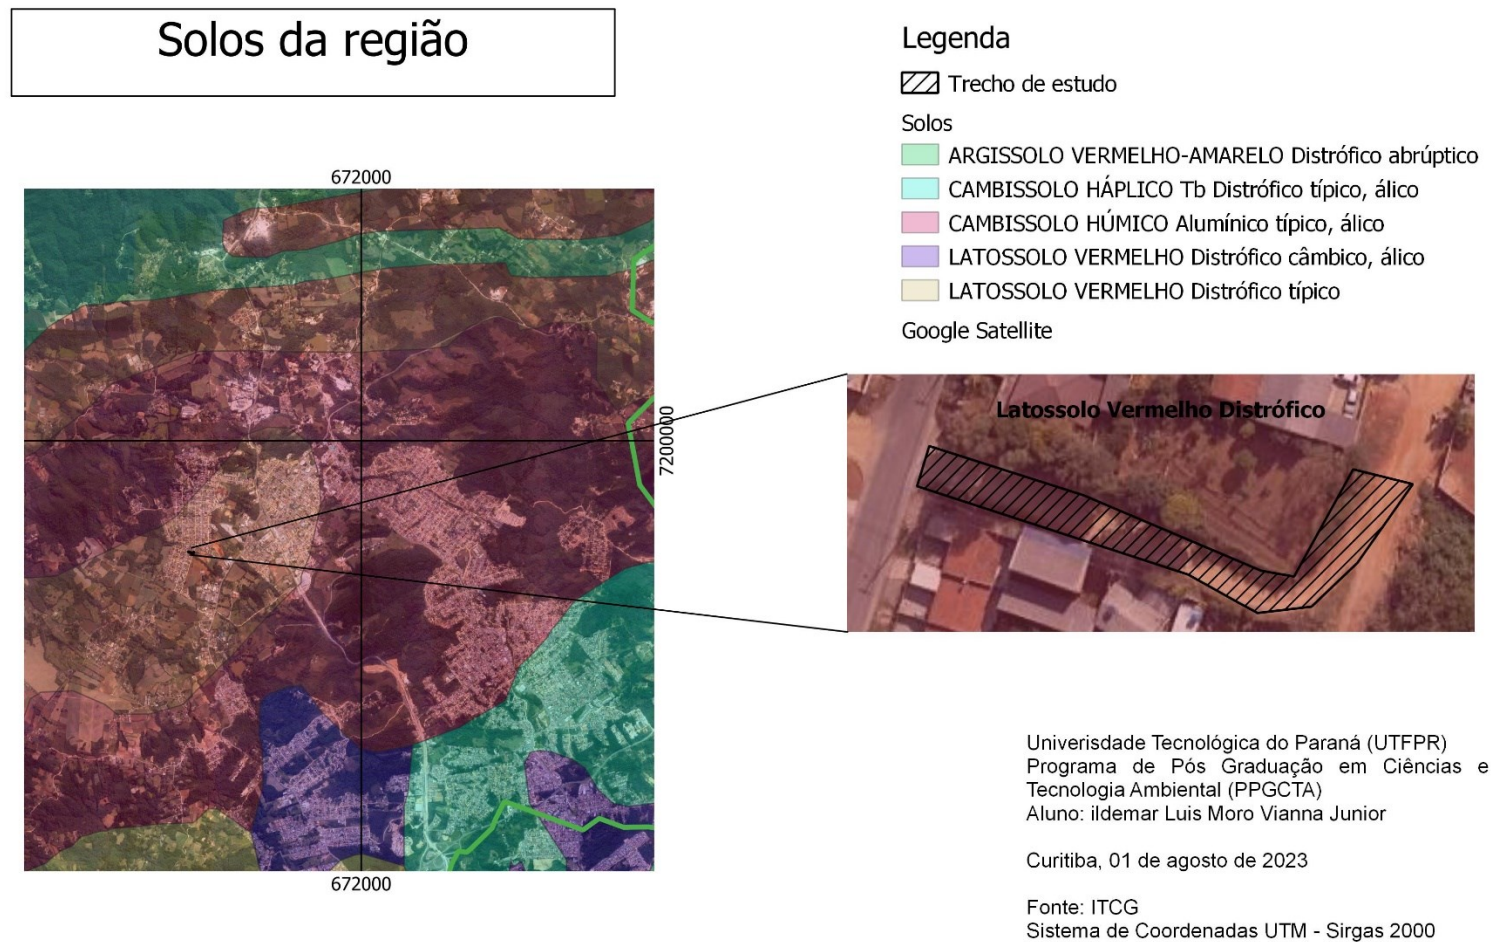 Solos da região
Legenda
Trecho de estudo
Solos
ARGISSOLO VERMELHO-AMARELO Distrófico abrúptico
CAMBISSOLO HÁPLICO Tb Distrófico típico, álico
CAMBISSOLO HÚMICO Alumínico típico, álico
LATOSSOLO VERMELHO Distrófico câmbico, álico
LATOSSOLO VERMELHO Distrófico típico
Google Satellite
672000
7200000
672000
Latossolo Vermelho Distrófico
Univerisdade Tecnológica do Paraná (UTFPR)
Programa de Pós Graduação em Ciências e
Tecnologia Ambiental (PPGCTA)
Aluno: ildemar Luis Moro Vianna Junior
Curitiba, 01 de agosto de 2023
Fonte: ITCG
Sistema de Coordenadas UTM - Sirgas 2000